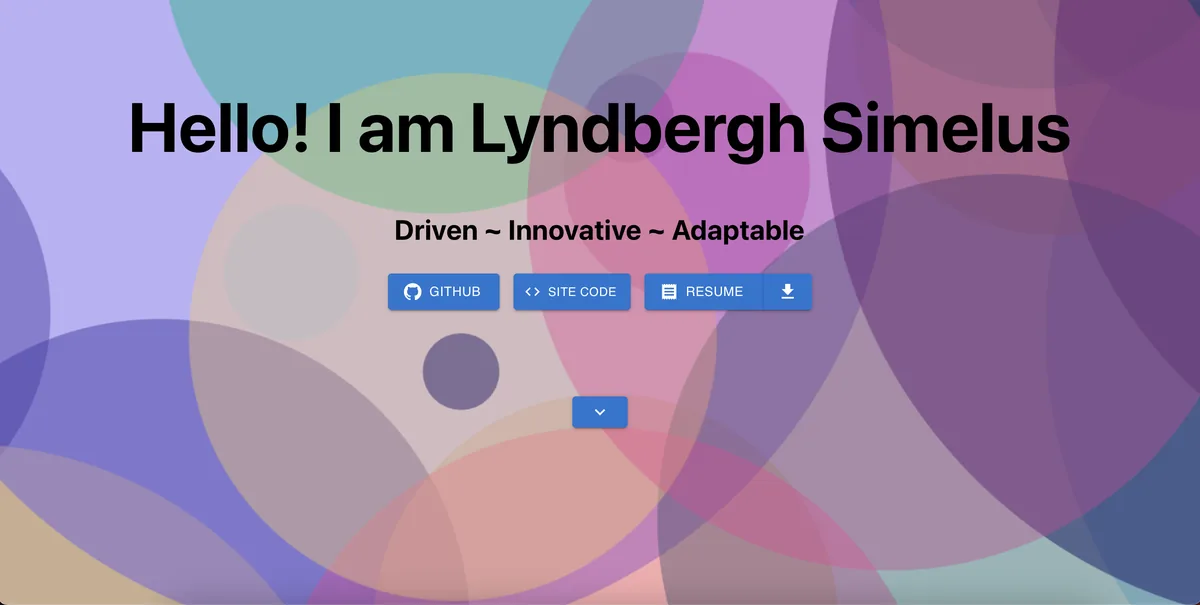 Hello! I am Lyndbergh Simelus
Driven ~ Innovative ~ Adaptable
GITHUB SITE CODE RESUME